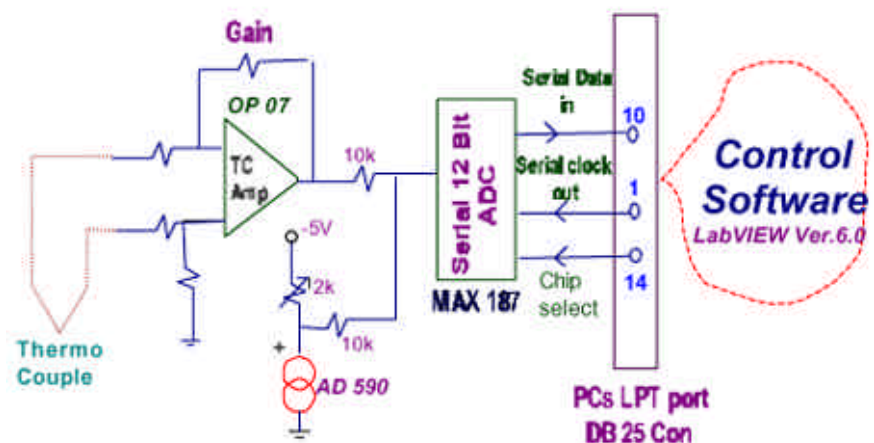 Gain
OP 07
TC
Amp
10k
-5V
2k
10k
+
AD 590
Thermo
Couple
Serial 12 Bit
ADC
MAX 187
Serial Data
in
Serial clock
out
Chip
select
10
1
14
PCs LPT port
DB 25 Con
Control
Software
LabVIEW Ver.6.0